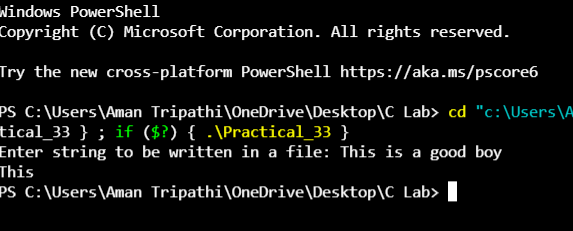 Windows PowerShell
Copyright (C) Microsoft Corporation. All rights reserved.
Try the new cross-platform PowerShell https://aka.ms/pscore6
PS C:\Users\Aman Tripathi\OneDrive\Desktop\C Lab> cd "c:\Users\A
tical_33 } ; if ($?) { .\Practical_33 }
Enter string to be written in a file: This is a good boy
This
PS C:\Users\Aman Tripathi\OneDrive\Desktop\C Lab>